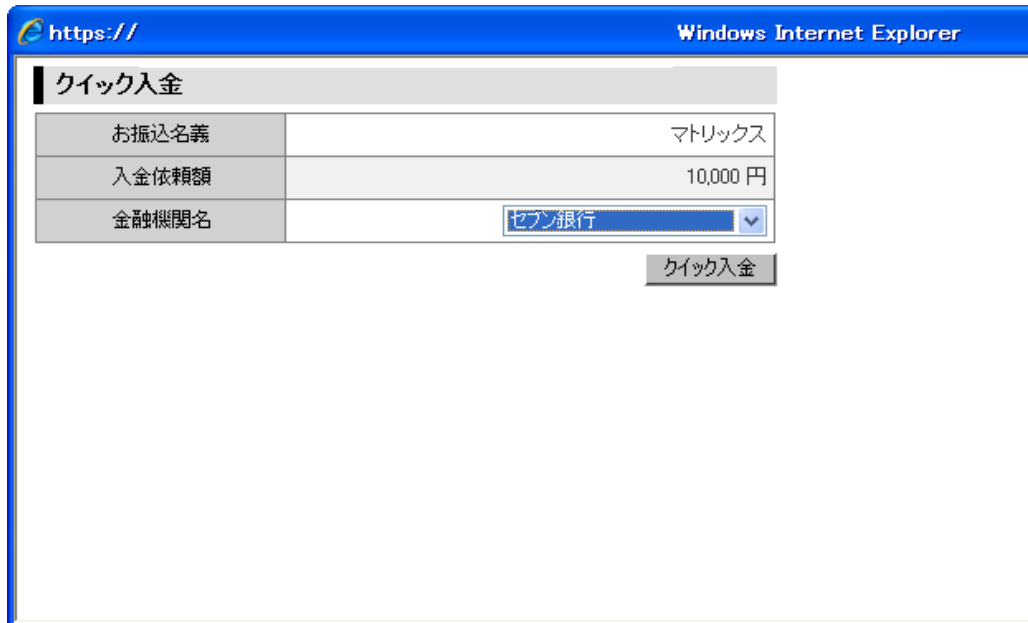 https:// Windows Internet Explorer
クイック入金
お振込名義 マトリックス
入金依頼額 10,000 円
金融機関名 セブン銀行
クイック入金